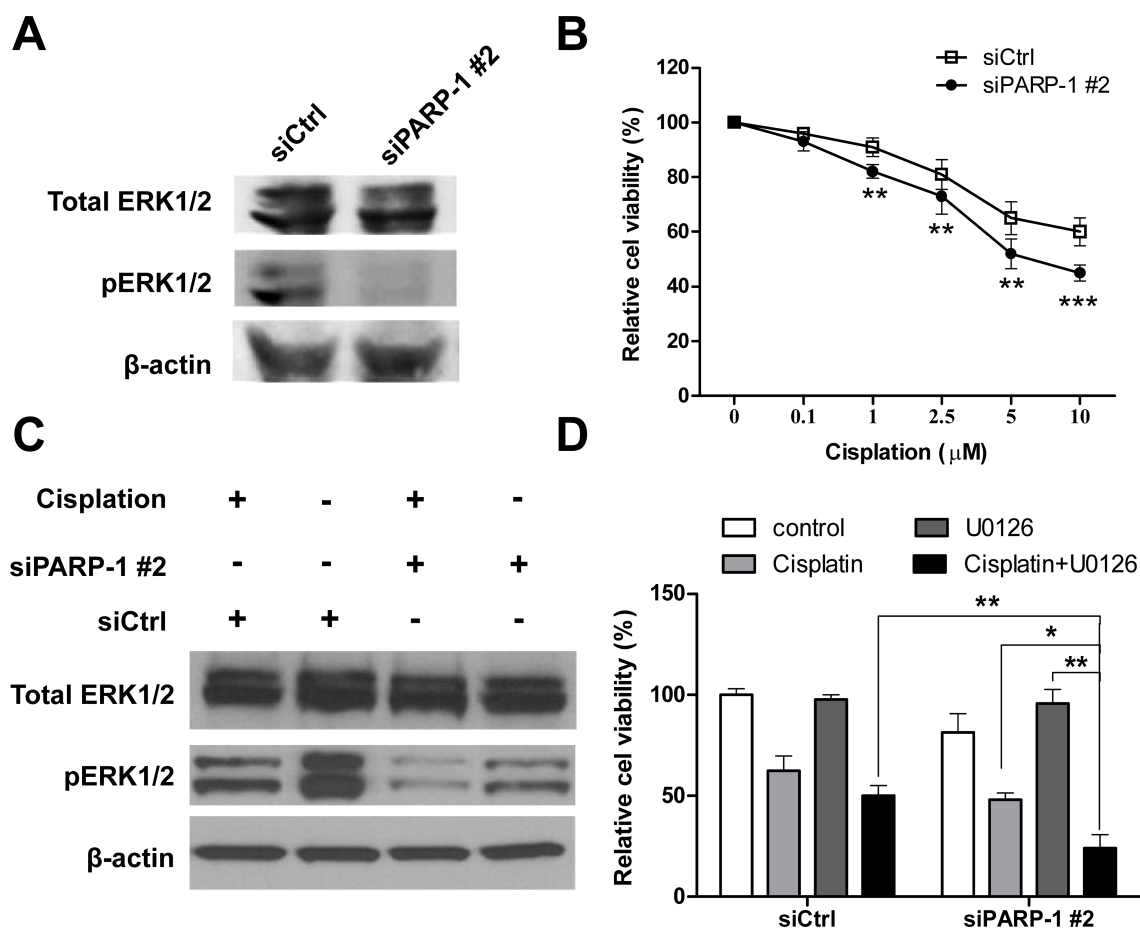 A
siCtrl
siPARP-1 #2
Total ERK1/2
pERK1/2
β-actin
B
siCtrl
siPARP-1 #2
Relative cel viability (%)
120
100
80
60
40
20
0
**
**
**
***
0 0.1 1 2.5 5 10
Cisplation ( μM)
C
Cisplation + - + -
siPARP-1 #2 - - + +
siCtrl + + - -
Total ERK1/2
pERK1/2
β-actin
D
control U0126
Cisplatin Cisplatin+U0126
Relative cel viability (%)
150
100
50
0
**
*
**
siCtrl siPARP-1 #2